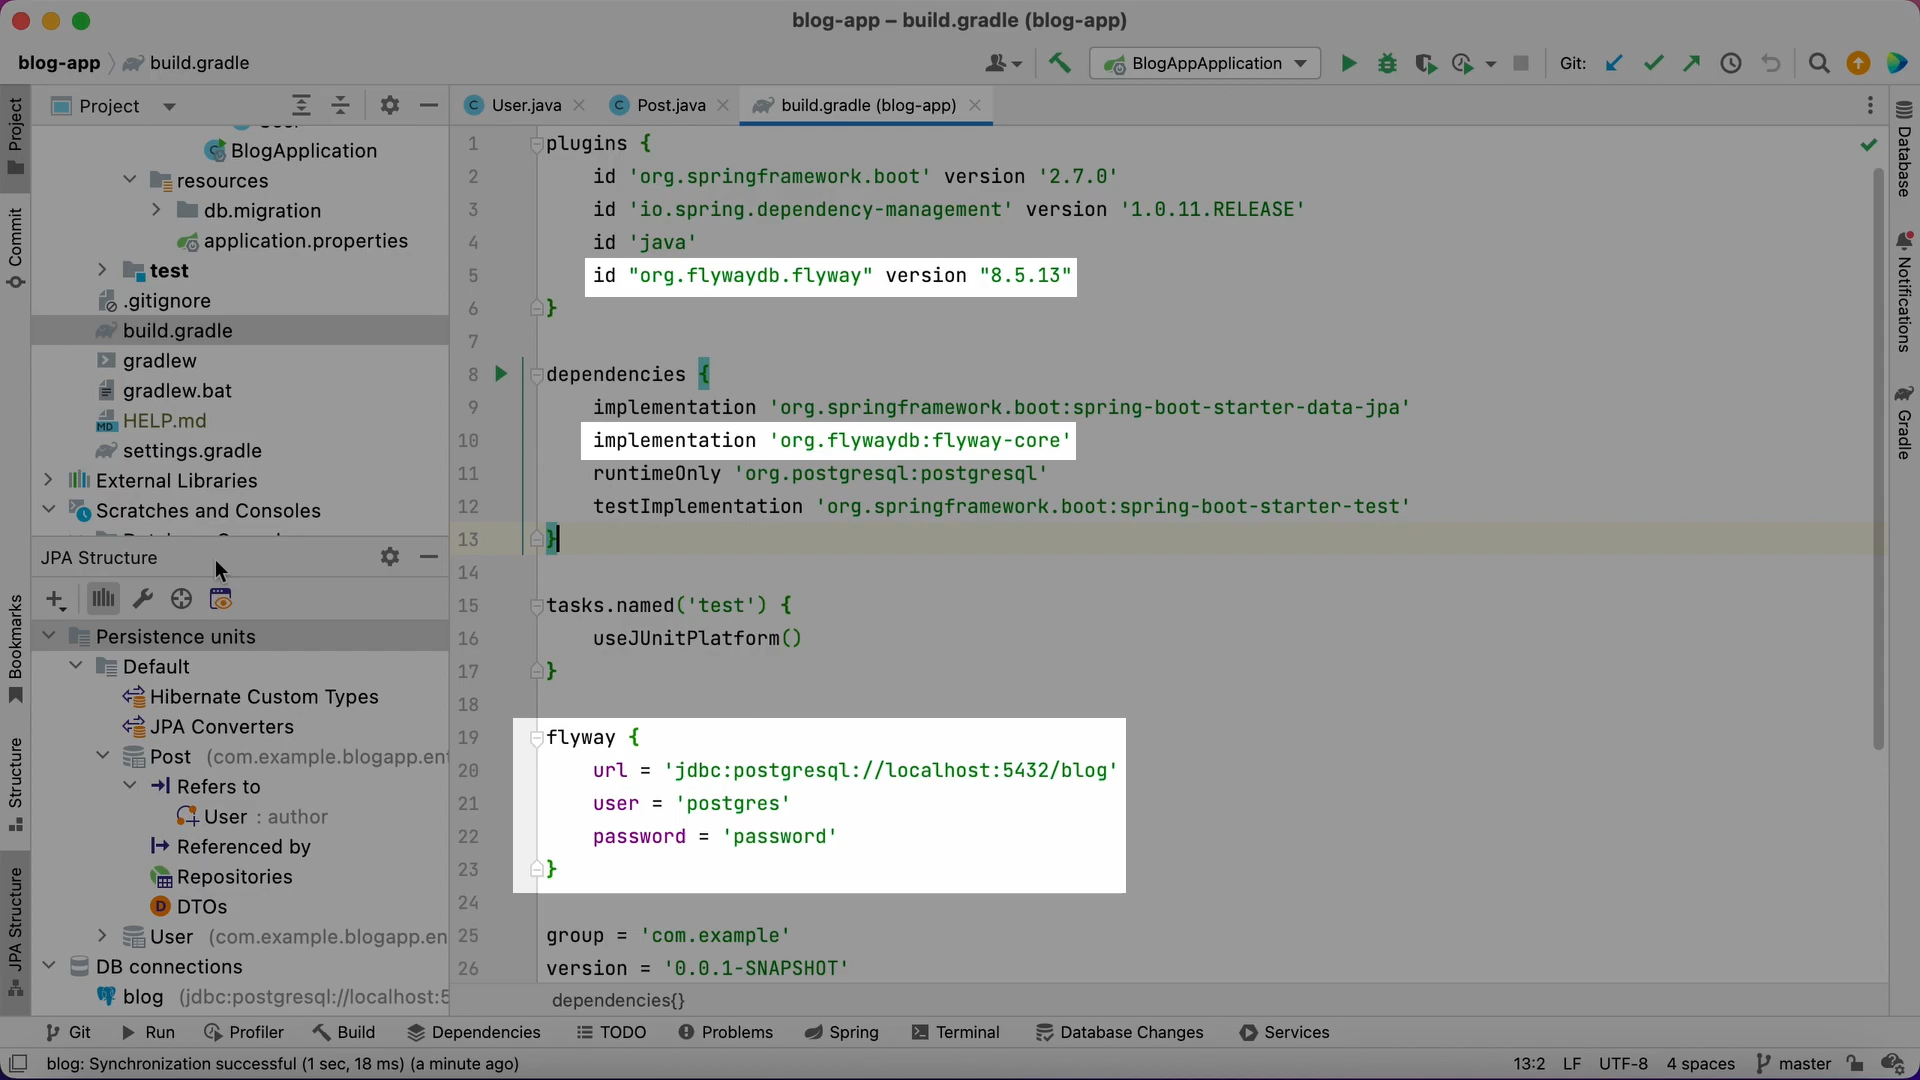 blog-app – build.gradle (blog-app)
blog-app
build.gradle
BlogAppApplication
Git:
Project
User.java
Post.java
build.gradle (blog-app)
Project
Commit
Bookmarks
Structure
JPA Structure
BlogApplication
resources
db.migration
application.properties
test
.gitignore
build.gradle
gradlew
gradlew.bat
HELP.md
settings.gradle
External Libraries
Scratches and Consoles
JPA Structure
Persistence units
Default
Hibernate Custom Types
JPA Converters
Post (com.example.blogapp.ent
Refers to
User : author
Referenced by
Repositories
DTOs
User (com.example.blogapp.en
DB connections
blog (jdbc:postgresql://localhost:5
1 plugins {
2 id 'org.springframework.boot' version '2.7.0'
3 id 'io.spring.dependency-management' version '1.0.11.RELEASE'
4 id 'java'
5 id "org.flywaydb.flyway" version "8.5.13"
6 }
7
8 dependencies {
9 implementation 'org.springframework.boot:spring-boot-starter-data-jpa'
10 implementation 'org.flywaydb:flyway-core'
11 runtimeOnly 'org.postgresql:postgresql'
12 testImplementation 'org.springframework.boot:spring-boot-starter-test'
13 }
14
15 tasks.named('test') {
16 useJUnitPlatform()
17 }
18
19 flyway {
20 url = 'jdbc:postgresql://localhost:5432/blog'
21 user = 'postgres'
22 password = 'password'
23 }
24
25 group = 'com.example'
26 version = '0.0.1-SNAPSHOT'
dependencies{}
Database
Notifications
Gradle
Git
Run
Profiler
Build
Dependencies
TODO
Problems
Spring
Terminal
Database Changes
Services
blog: Synchronization successful (1 sec, 18 ms) (a minute ago)
13:2
LF
UTF-8
4 spaces
master